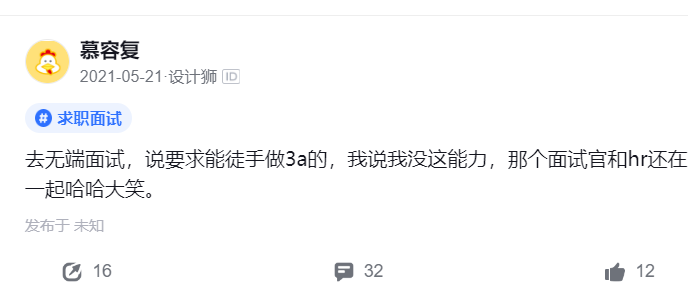 慕容复
2021-05-21·设计狮 ID
# 求职面试
去无端面试，说要求能徒手做3a的，我说我没这能力，那个面试官和hr还在
一起哈哈大笑。
发布于 未知
16 32 12